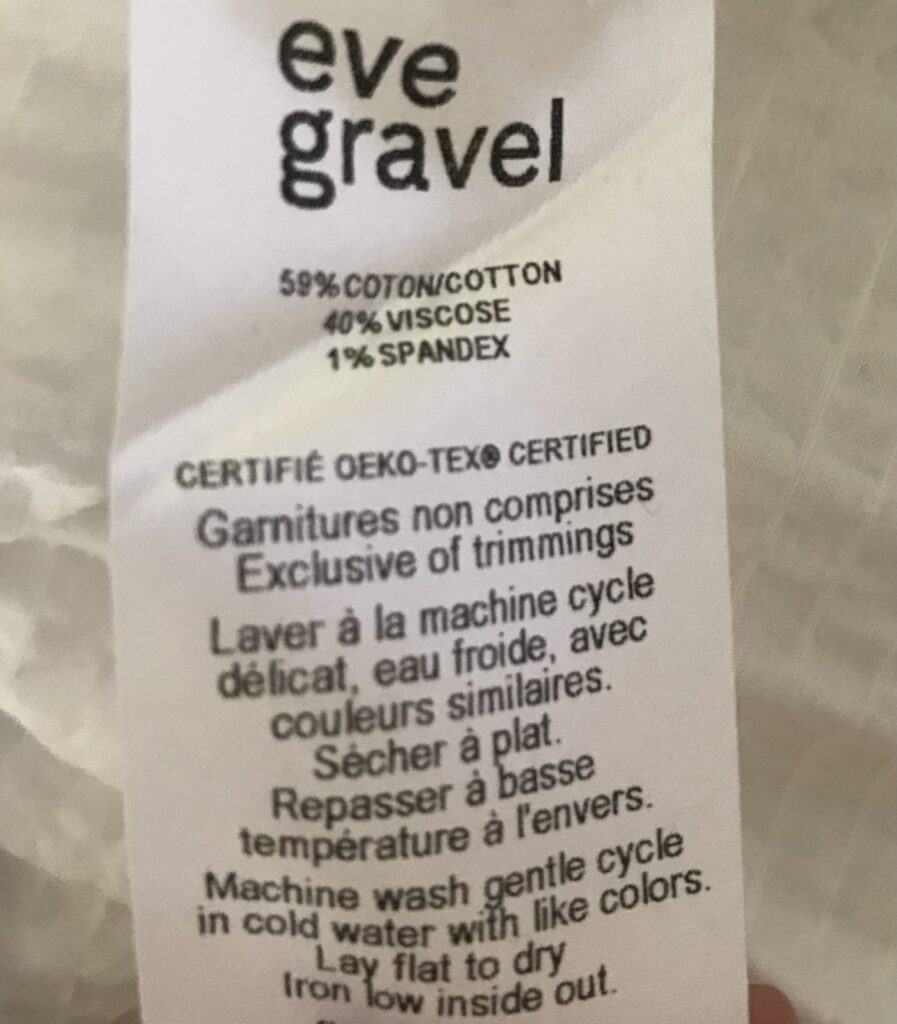 eve
gravel
59% COTON/COTTON
40% VISCOSE
1% SPANDEX
CERTIFIÉ OEKO-TEX® CERTIFIED
Garnitures non comprises
Exclusive of trimmings
Laver à la machine cycle
délicat, eau froide, avec
couleurs similaires.
Sécher à plat.
Repasser à basse
température à l'envers.
Machine wash gentle cycle
in cold water with like colors.
Lay flat to dry
Iron low inside out.